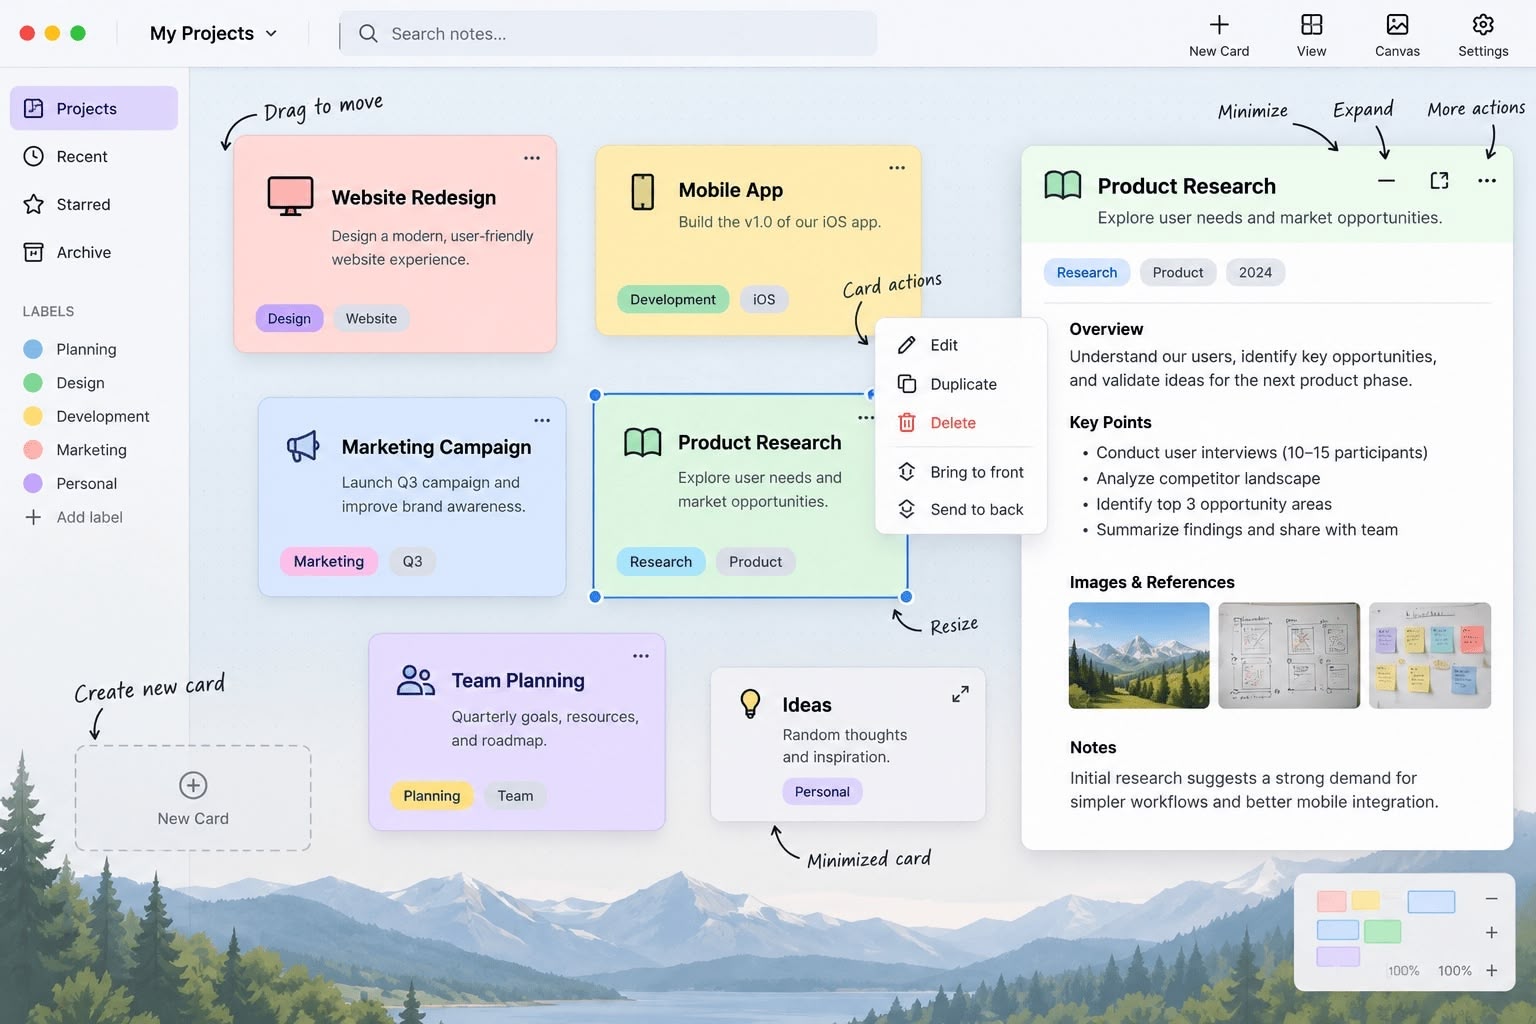 My Projects
Search notes...
New Card
View
Canvas
Settings
Projects
Recent
Starred
Archive
LABELS
Planning
Design
Development
Marketing
Personal
Add label
Create new card
New Card
Drag to move
Website Redesign
Design a modern, user-friendly
website experience.
Design
Website
Mobile App
Build the v1.0 of our iOS app.
Development
iOS
Card actions
Edit
Duplicate
Delete
Bring to front
Send to back
Marketing Campaign
Launch Q3 campaign and
improve brand awareness.
Marketing
Q3
Product Research
Explore user needs and
market opportunities.
Research
Product
Resize
Team Planning
Quarterly goals, resources,
and roadmap.
Planning
Team
Ideas
Random thoughts
and inspiration.
Personal
Minimized card
Minimize
Expand
More actions
Product Research
Explore user needs and market opportunities.
Research
Product
2024
Overview
Understand our users, identify key opportunities,
and validate ideas for the next product phase.
Key Points
• Conduct user interviews (10–15 participants)
• Analyze competitor landscape
• Identify top 3 opportunity areas
• Summarize findings and share with team
Images & References
Notes
Initial research suggests a strong demand for
simpler workflows and better mobile integration.
100%
100%